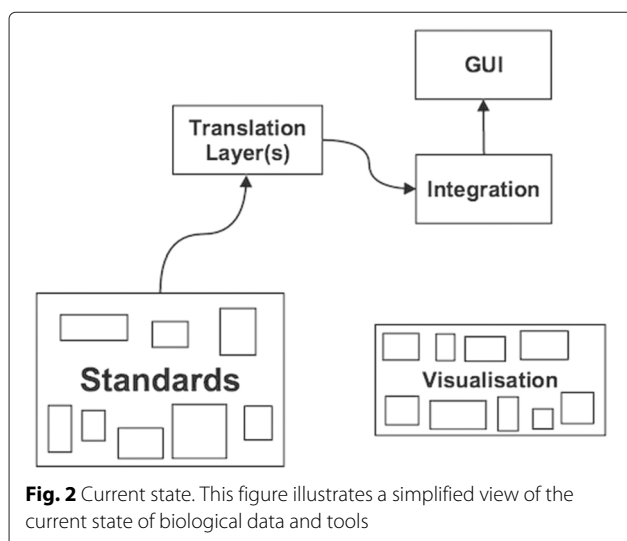 GUI
Translation
Layer(s)
Integration
Standards
Visualisation
Fig. 2 Current state. This figure illustrates a simplified view of the
current state of biological data and tools